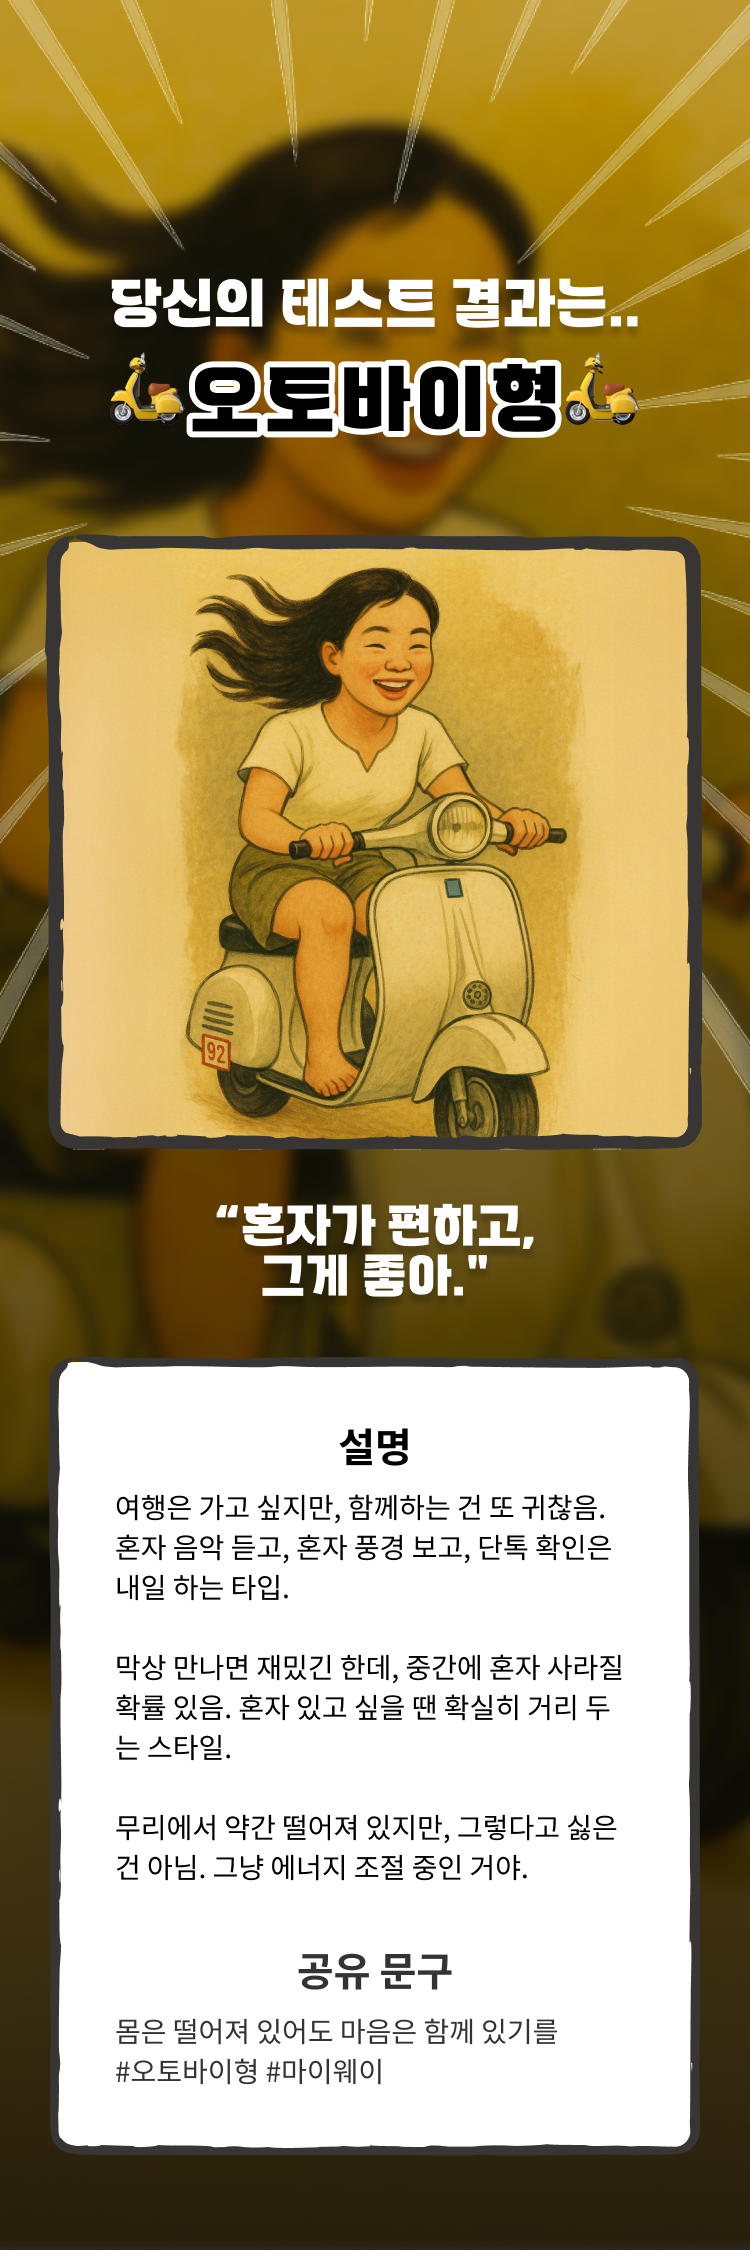 당신의 테스트 결과는..
오토바이형
92
“혼자가 편하고,
그게 좋아."
설명
여행은 가고 싶지만, 함께하는 건 또 귀찮음.
혼자 음악 듣고, 혼자 풍경 보고, 단톡 확인은
내일 하는 타입.
막상 만나면 재밌긴 한데, 중간에 혼자 사라질
확률 있음. 혼자 있고 싶을 땐 확실히 거리 두
는 스타일.
무리에서 약간 떨어져 있지만, 그렇다고 싫은
건 아님. 그냥 에너지 조절 중인 거야.
공유 문구
몸은 떨어져 있어도 마음은 함께 있기를
#오토바이형 #마이웨이